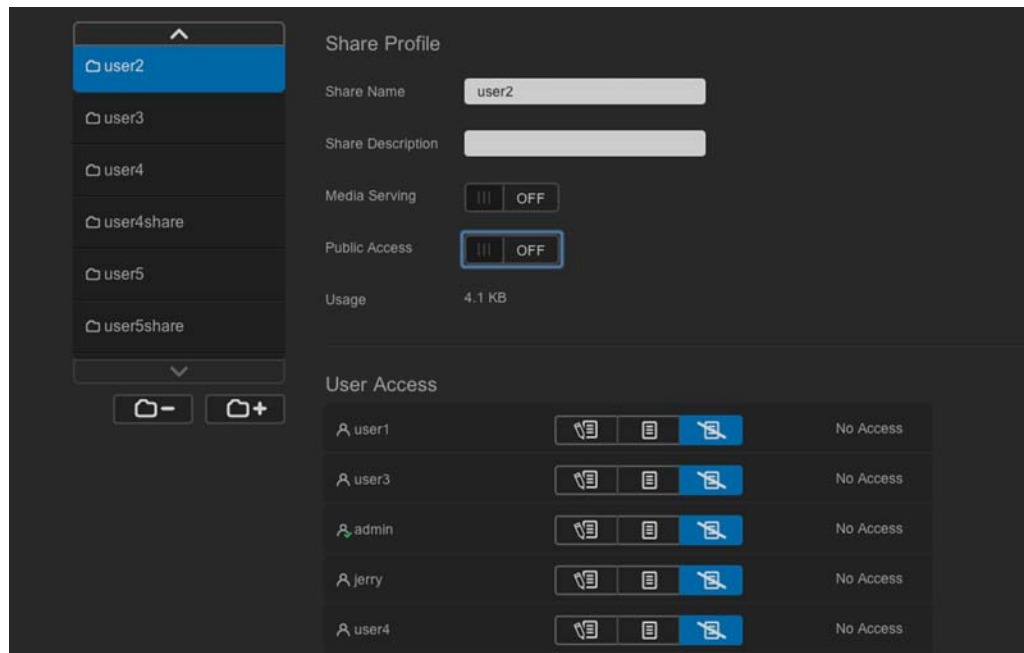 user2
user3
user4
user4share
user5
user5share
Share Profile
Share Name user2
Share Description
Media Serving OFF
Public Access OFF
Usage 4.1 KB
User Access
user1 No Access
user3 No Access
admin No Access
jerry No Access
user4 No Access